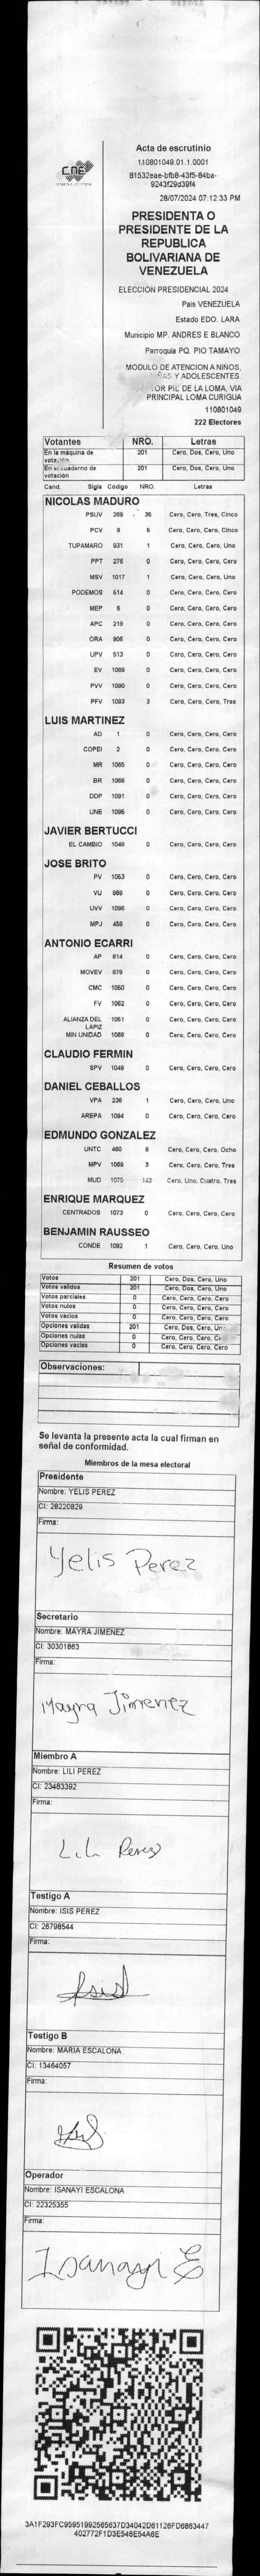 CNE
Acta de escrutinio
110801049.01.1.0001
81532eae-bfb8-43f5-84ba-
9243f29d39f4
28/07/2024 07:12:33 PM
PRESIDENTA O
PRESIDENTE DE LA
REPUBLICA
BOLIVARIANA DE
VENEZUELA
ELECCIÓN PRESIDENCIAL 2024
Pais VENEZUELA
Estado EDO. LARA
Municipio MP. ANDRES E BLANCO
Parroquia PQ. PIO TAMAYO
MODULO DE ATENCION A NIÑOS,
Y ADOLESCENTES
PIE DE LA LOMA, VIA
PRINCIPAL LOMA CURIGUA
110801049
222 Electores
Votantes NRO. Letras
En la máquina de votación 201 Cero, Dos, Cero, Uno
En el cuaderno de votación 201 Cero, Dos, Cero, Uno
Cand. Sigla Código NRO. Letras
NICOLAS MADURO
PSUV 269 35 Cero, Cero, Tres, Cinco
PCV 9 5 Cero, Cero, Cero, Cinco
TUPAMARO 931 1 Cero, Cero, Cero, Uno
PPT 276 0 Cero, Cero, Cero, Cero
MSV 1017 1 Cero, Cero, Cero, Uno
PODEMOS 514 0 Cero, Cero, Cero, Cero
MEP 6 0 Cero, Cero, Cero, Cero
APC 219 0 Cero, Cero, Cero, Cero
ORA 906 0 Cero, Cero, Cero, Cero
UPV 513 0 Cero, Cero, Cero, Cero
EV 1089 0 Cero, Cero, Cero, Cero
PVV 1090 0 Cero, Cero, Cero, Cero
PFV 1093 3 Cero, Cero, Cero, Tres
LUIS MARTINEZ
AD 1 0 Cero, Cero, Cero, Cero
COPEI 2 0 Cero, Cero, Cero, Cero
MR 1065 0 Cero, Cero, Cero, Cero
BR 1066 0 Cero, Cero, Cero, Cero
DDP 1091 0 Cero, Cero, Cero, Cero
UNE 1095 0 Cero, Cero, Cero, Cero
JAVIER BERTUCCI
EL CAMBIO 1048 0 Cero, Cero, Cero, Cero
JOSE BRITO
PV 1053 0 Cero, Cero, Cero, Cero
VU 968 0 Cero, Cero, Cero, Cero
UVV 1096 0 Cero, Cero, Cero, Cero
MPJ 458 0 Cero, Cero, Cero, Cero
ANTONIO ECARRI
AP 814 0 Cero, Cero, Cero, Cero
MOVEV 878 0 Cero, Cero, Cero, Cero
CMC 1050 0 Cero, Cero, Cero, Cero
FV 1062 0 Cero, Cero, Cero, Cero
ALIANZA DEL LAPIZ 1051 0 Cero, Cero, Cero, Cero
MIN UNIDAD 1058 0 Cero, Cero, Cero, Cero
CLAUDIO FERMIN
SPV 1049 0 Cero, Cero, Cero, Cero
DANIEL CEBALLOS
VPA 236 1 Cero, Cero, Cero, Uno
AREPA 1094 0 Cero, Cero, Cero, Cero
EDMUNDO GONZALEZ
UNTC 460 8 Cero, Cero, Cero, Ocho
MPV 1069 3 Cero, Cero, Cero, Tres
MUD 1075 143 Cero, Uno, Cuatro, Tres
ENRIQUE MARQUEZ
CENTRADOS 1073 0 Cero, Cero, Cero, Cero
BENJAMIN RAUSSEO
CONDE 1092 1 Cero, Cero, Cero, Uno
Resumen de votos
Votos 201 Cero, Dos, Cero, Uno
Votos validos 201 Cero, Dos, Cero, Uno
Votos parciales 0 Cero, Cero, Cero, Cero
Votos nulos 0 Cero, Cero, Cero, Cero
Votos vacios 0 Cero, Cero, Cero, Cero
Opciones validas 201 Cero, Dos, Cero, Uno
Opciones nulas 0 Cero, Cero, Cero, Ce
Opciones vacias 0 Cero, Cero, Cero, Cero
Observaciones:
Se levanta la presente acta la cual firman en
señal de conformidad.
Miembros de la mesa electoral
Presidente
Nombre: YELIS PEREZ
CI: 28220829
Firma:
Yelis Perez
Secretario
Nombre: MAYRA JIMENEZ
CI: 30301863
Firma:
Mayra Jimenez
Miembro A
Nombre: LILI PEREZ
CI: 23483392
Firma:
Lili Perez
Testigo A
Nombre: ISIS PEREZ
CI: 26798544
Firma:
Testigo B
Nombre: MARIA ESCALONA
CI: 13464057
Firma:
Operador
Nombre: ISANAYI ESCALONA
CI: 22325355
Firma:
Isanayi E
3A1F293FC95951992565637D34042D61126FD6863447
402772F1D3E546E54A6E